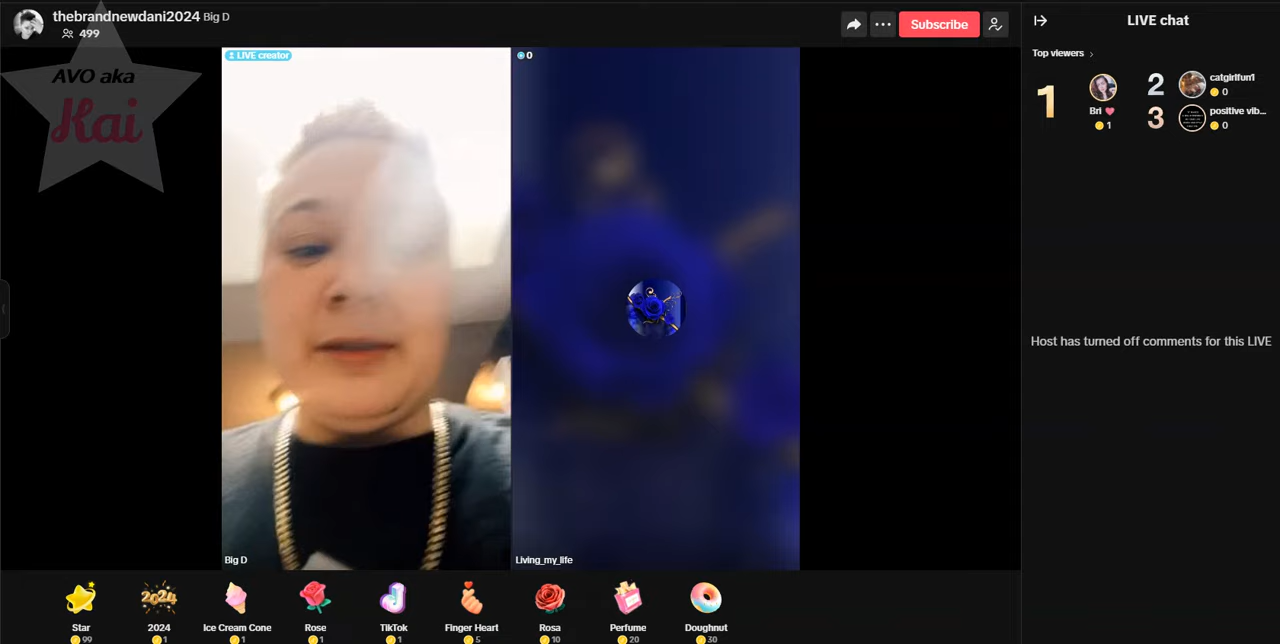 thebrandnewdani2024 Big D
499
Subscribe
LIVE chat
AVO aka
Kai
LIVE creator
0
Top viewers
1
Bri
1
2
catgirlfun1
0
3
positive vib...
0
Host has turned off comments for this LIVE
Big D
Living_my_life
2024
Star
2024
Ice Cream Cone
Rose
TikTok
Finger Heart
Rosa
Perfume
Doughnut
99
1
1
1
1
5
10
20
30